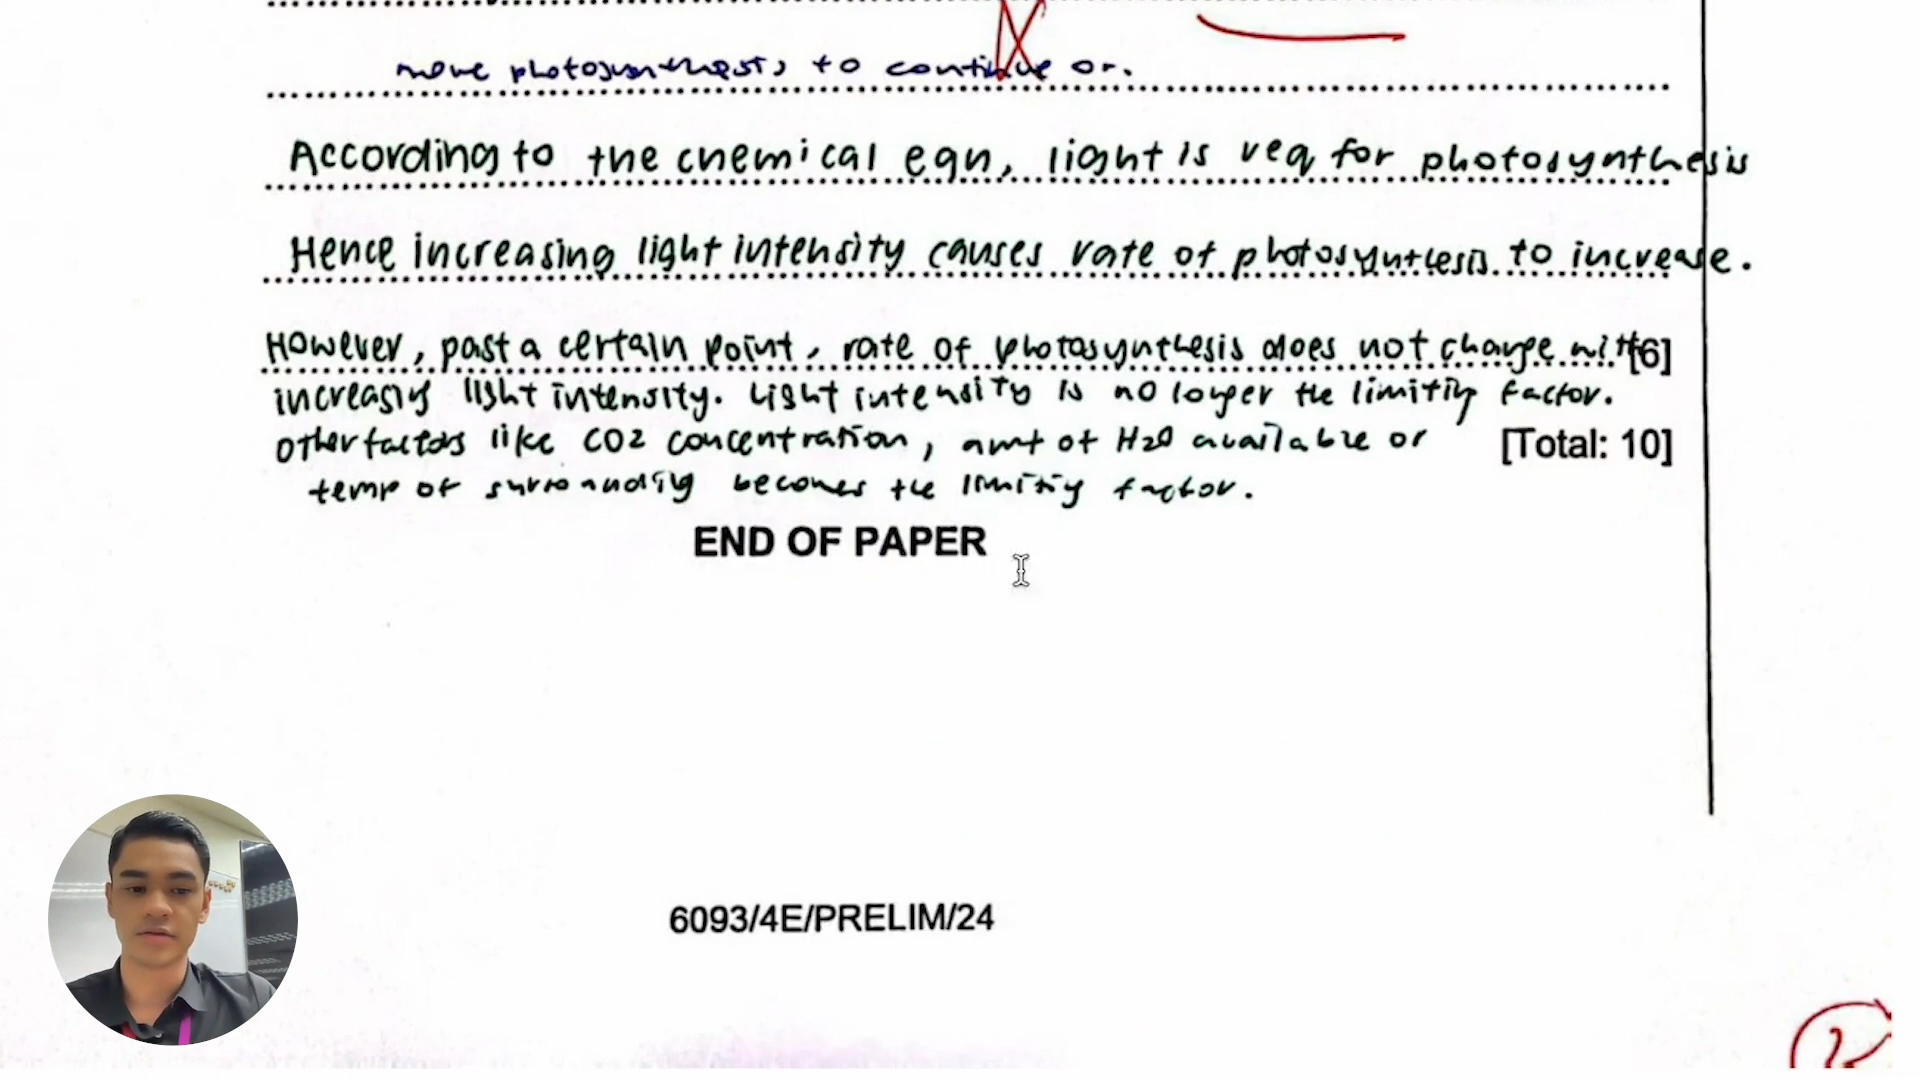 more photosynthesis to continue or.
According to the chemical eqn, light is req for photosynthesis
Hence increasing light intensity causes rate of photosynthesis to increase.
However, past a certain point, rate of photosynthesis does not change with [6]
increasing light intensity. Light intensity is no longer the limiting factor.
Other factors like CO2 concentration, amt of H2O available or [Total: 10]
temp of surrounding becomes the limiting factor.
END OF PAPER
6093/4E/PRELIM/24